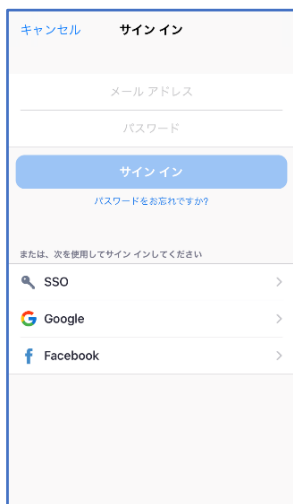 キャンセル サイン イン
メール アドレス
パスワード
サイン イン
パスワードをお忘れですか?
または、次を使用してサイン インしてください
SSO
Google
Facebook